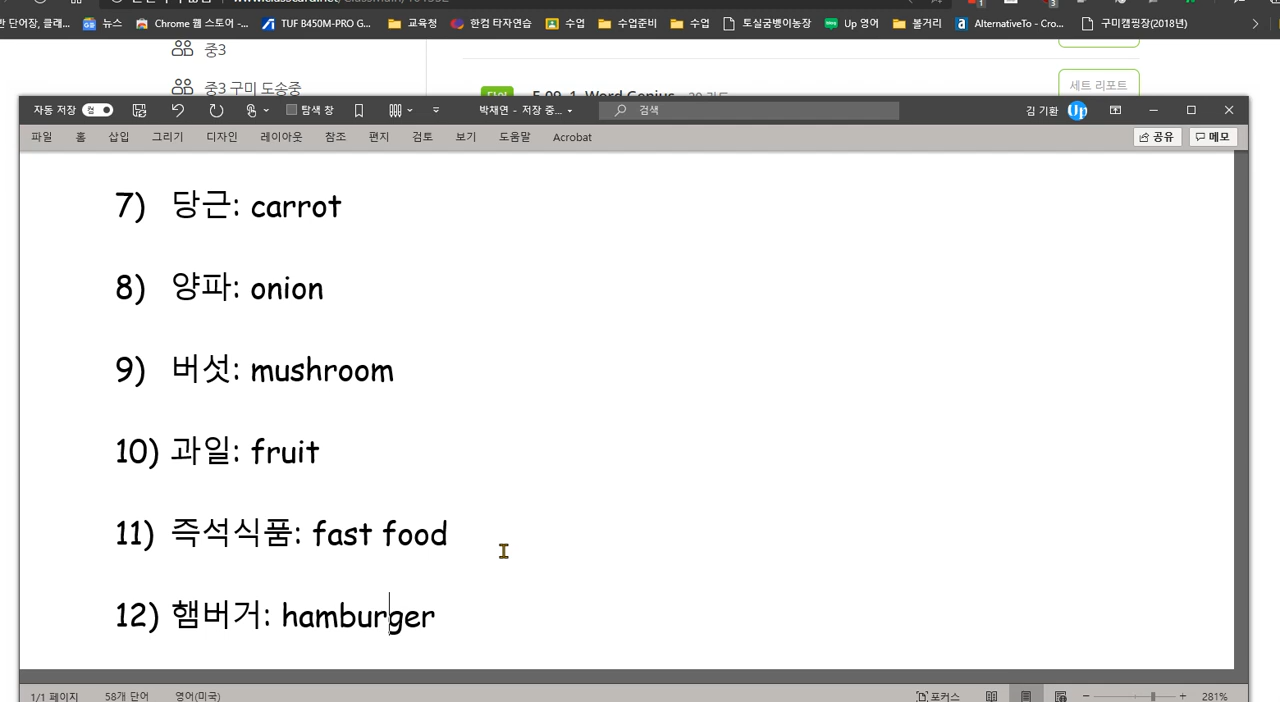 뉴스
Chrome 웹 스토어 -...
TUF B450M-PRO G...
교육청
한컴 타자연습
수업
수업준비
수업
토실굼뱅이농장
Up 영어
볼거리
AlternativeTo - Cro...
구미캠핑장(2018년)
중3
중3 구미 도송중
세트 리포트
자동 저장
탐색 창
박채연 - 저장 중...
검색
김 기환
파일 홈 삽입 그리기 디자인 레이아웃 참조 편지 검토 보기 도움말 Acrobat
공유
메모
7) 당근: carrot
8) 양파: onion
9) 버섯: mushroom
10) 과일: fruit
11) 즉석식품: fast food
12) 햄버거: hamburger
1/1 페이지 58개 단어 영어(미국)
포커스
281%